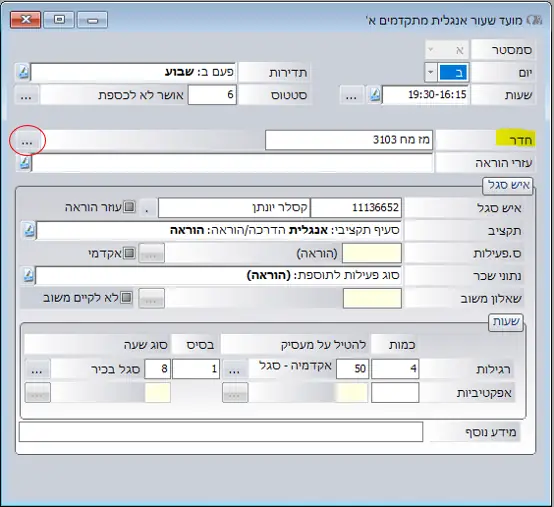 מועד שעור אנגלית מתקדמים א'
סמסטר א
יום ב תדירות פעם ב: שבוע
שעות 19:30-16:15 ... סטטוס 6 אושר לא לכספת ...
חדר מז מח 3103 ...
עזרי הוראה
איש סגל
איש סגל 11136652 קסלר יונתן . עוזר הוראה
תקציב סעיף תקציבי: אנגלית הדרכה/הוראה: הוראה
ס.פעילות (הוראה) ... אקדמי
נתוני שכר סוג פעילות לתוספת: (הוראה)
שאלון משוב ... לא לקיים משוב
שעות
כמות להטיל על מעסיק בסיס סוג שעה
רגילות 4 50 אקדמיה - סגל ... 1 8 סגל בכיר ...
אפקטיביות ... ...
מידע נוסף